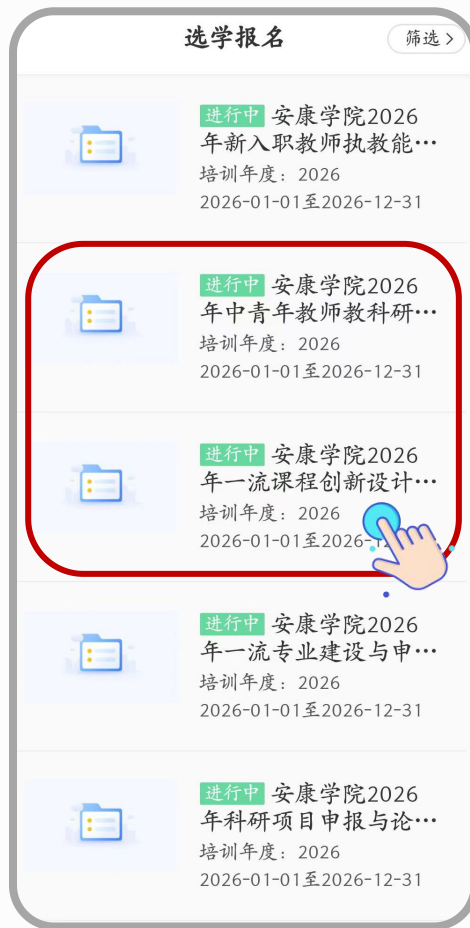 选学报名
筛选
进行中 安康学院2026
年新入职教师执教能…
培训年度：2026
2026-01-01至2026-12-31
进行中 安康学院2026
年中青年教师教科研…
培训年度：2026
2026-01-01至2026-12-31
进行中 安康学院2026
年一流课程创新设计…
培训年度：2026
2026-01-01至2026-
进行中 安康学院2026
年一流专业建设与申…
培训年度：2026
2026-01-01至2026-12-31
进行中 安康学院2026
年科研项目申报与论…
培训年度：2026
2026-01-01至2026-12-31